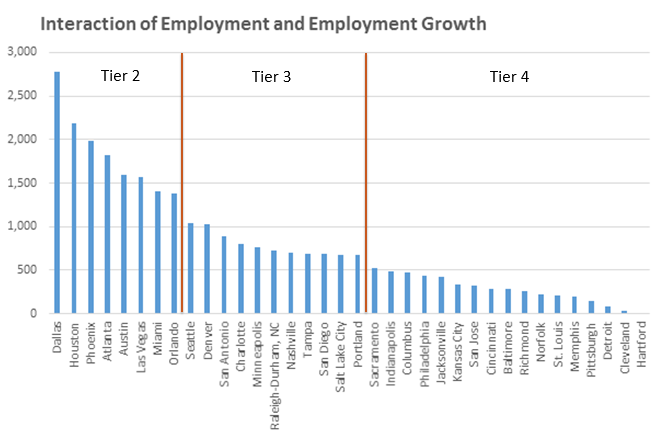 Interaction of Employment and Employment Growth
3,000
2,500
2,000
1,500
1,000
500
0
Tier 2
Tier 3
Tier 4
Dallas
Houston
Phoenix
Atlanta
Austin
Las Vegas
Miami
Orlando
Seattle
Denver
San Antonio
Charlotte
Minneapolis
Raleigh-Durham, NC
Nashville
Tampa
San Diego
Salt Lake City
Portland
Sacramento
Indianapolis
Columbus
Philadelphia
Jacksonville
Kansas City
San Jose
Cincinnati
Baltimore
Richmond
Norfolk
St. Louis
Memphis
Pittsburgh
Detroit
Cleveland
Hartford